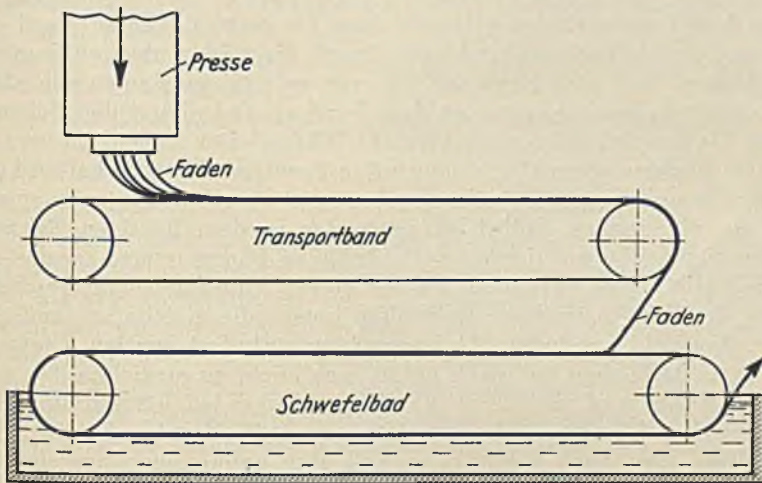 Presse
Faden
Transportband
Faden
Schwefelbad